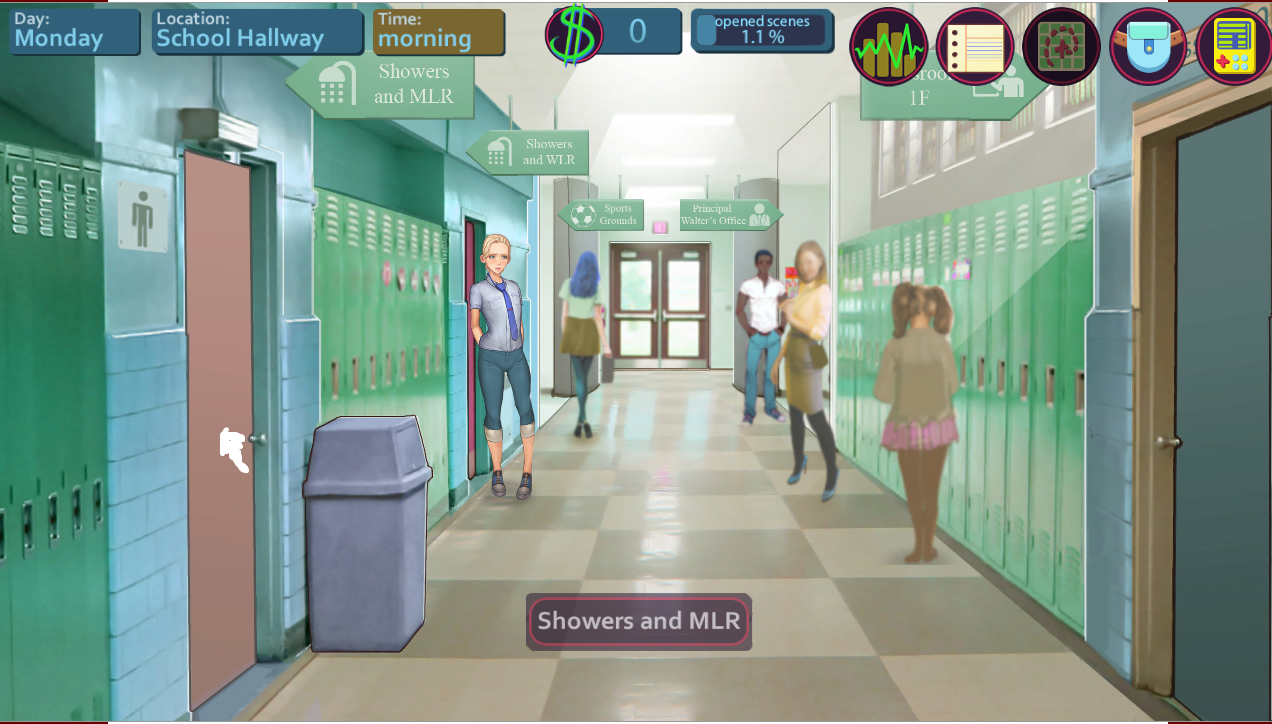 Day:
Monday
Location:
School Hallway
Time:
morning
$
0
opened scenes
1.1 %
Showers
and MLR
1F
Showers
and WLR
Sports
Grounds
Principal
Walter's Office
Showers and MLR